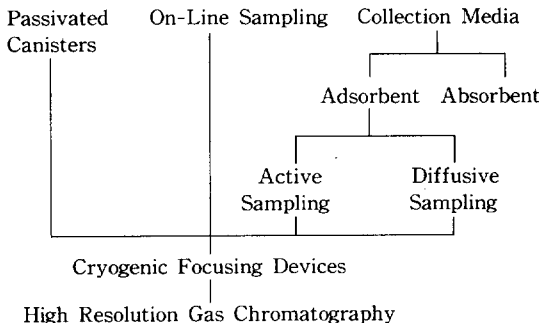 Passivated On-Line Sampling Collection Media
Canisters
Adsorbent Absorbent
Active Diffusive
Sampling Sampling
Cryogenic Focusing Devices
High Resolution Gas Chromatography